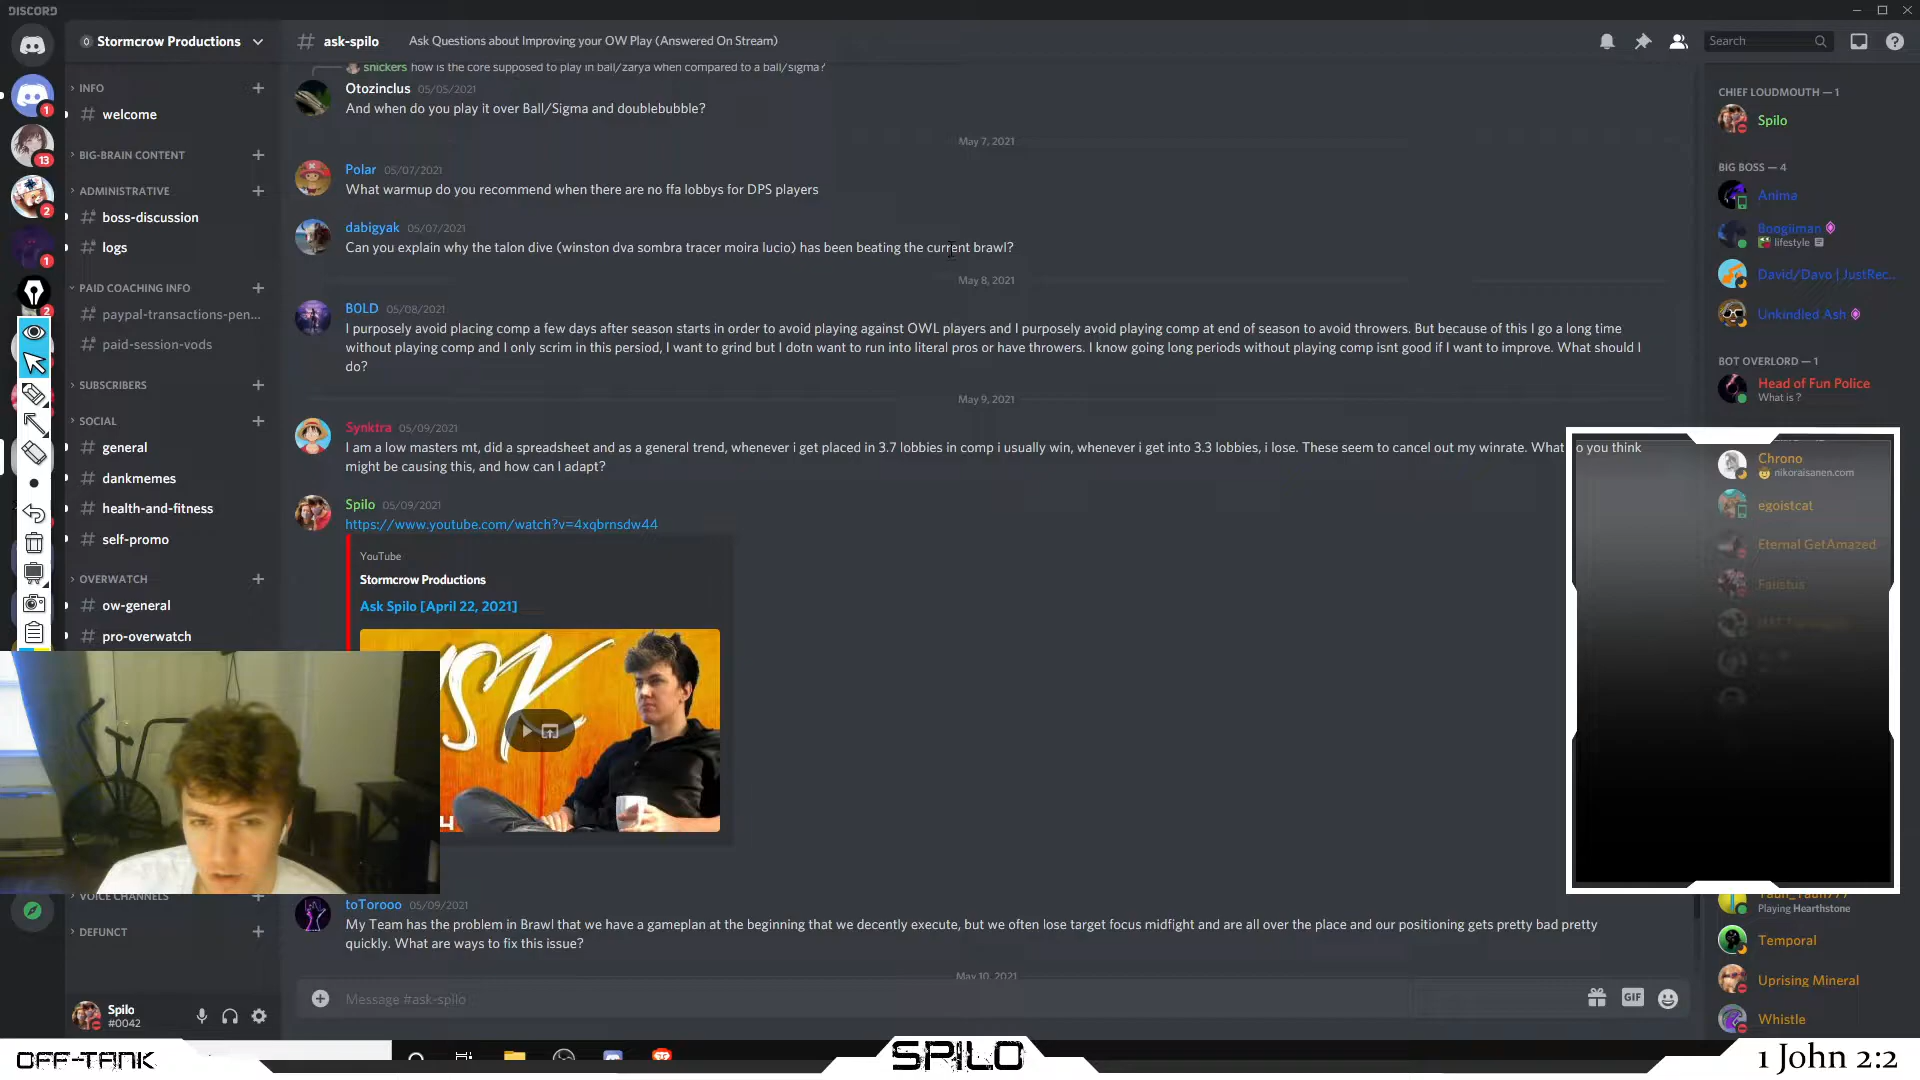 DISCORD
Stormcrow Productions
ask-spilo
Ask Questions about Improving your OW Play (Answered On Stream)
Search
INFO
welcome
BIG-BRAIN CONTENT
ADMINISTRATIVE
boss-discussion
logs
PAID COACHING INFO
paypal-transactions-pen...
paid-session-vods
SUBSCRIBERS
SOCIAL
general
dankmemes
health-and-fitness
self-promo
OVERWATCH
ow-general
pro-overwatch
VOICE CHANNELS
DEFUNCT
Spilo
#0042
1
13
2
1
2
snickers how is the core supposed to play in ball/zarya when compared to a ball/sigma?
Otozinclus 05/05/2021
And when do you play it over Ball/Sigma and doublebubble?
May 7, 2021
Polar 05/07/2021
What warmup do you recommend when there are no ffa lobbys for DPS players
dabigyak 05/07/2021
Can you explain why the talon dive (winston dva sombra tracer moira lucio) has been beating the current brawl?
May 8, 2021
B0LD 05/08/2021
I purposely avoid placing comp a few days after season starts in order to avoid playing against OWL players and I purposely avoid playing comp at end of season to avoid throwers. But because of this I go a long time
without playing comp and I only scrim in this persiod, I want to grind but I dotn want to run into literal pros or have throwers. I know going long periods without playing comp isnt good if I want to improve. What should I
do?
May 9, 2021
Synktra 05/09/2021
I am a low masters mt, did a spreadsheet and as a general trend, whenever i get placed in 3.7 lobbies in comp i usually win, whenever i get into 3.3 lobbies, i lose. These seem to cancel out my winrate. What o you think
might be causing this, and how can I adapt?
Spilo 05/09/2021
https://www.youtube.com/watch?v=4xqbrnsdw44
YouTube
Stormcrow Productions
Ask Spilo [April 22, 2021]
SK
toTorooo 05/09/2021
My Team has the problem in Brawl that we have a gameplan at the beginning that we decently execute, but we often lose target focus midfight and are all over the place and our positioning gets pretty bad pretty
quickly. What are ways to fix this issue?
May 10, 2021
Message #ask-spilo
GIF
CHIEF LOUDMOUTH — 1
Spilo
BIG BOSS — 4
Anima
Boogiiman
lifestyle
David/Davo | JustRec...
Unkindled Ash
BOT OVERLORD — 1
Head of Fun Police
What is ?
Chrono
nikoraisanen.com
egoistcat
Eternal GetAmazed
Faustus
Playing Hearthstone
Temporal
Uprising Mineral
Whistle
OFF-TANK
SPILO
1 John 2:2